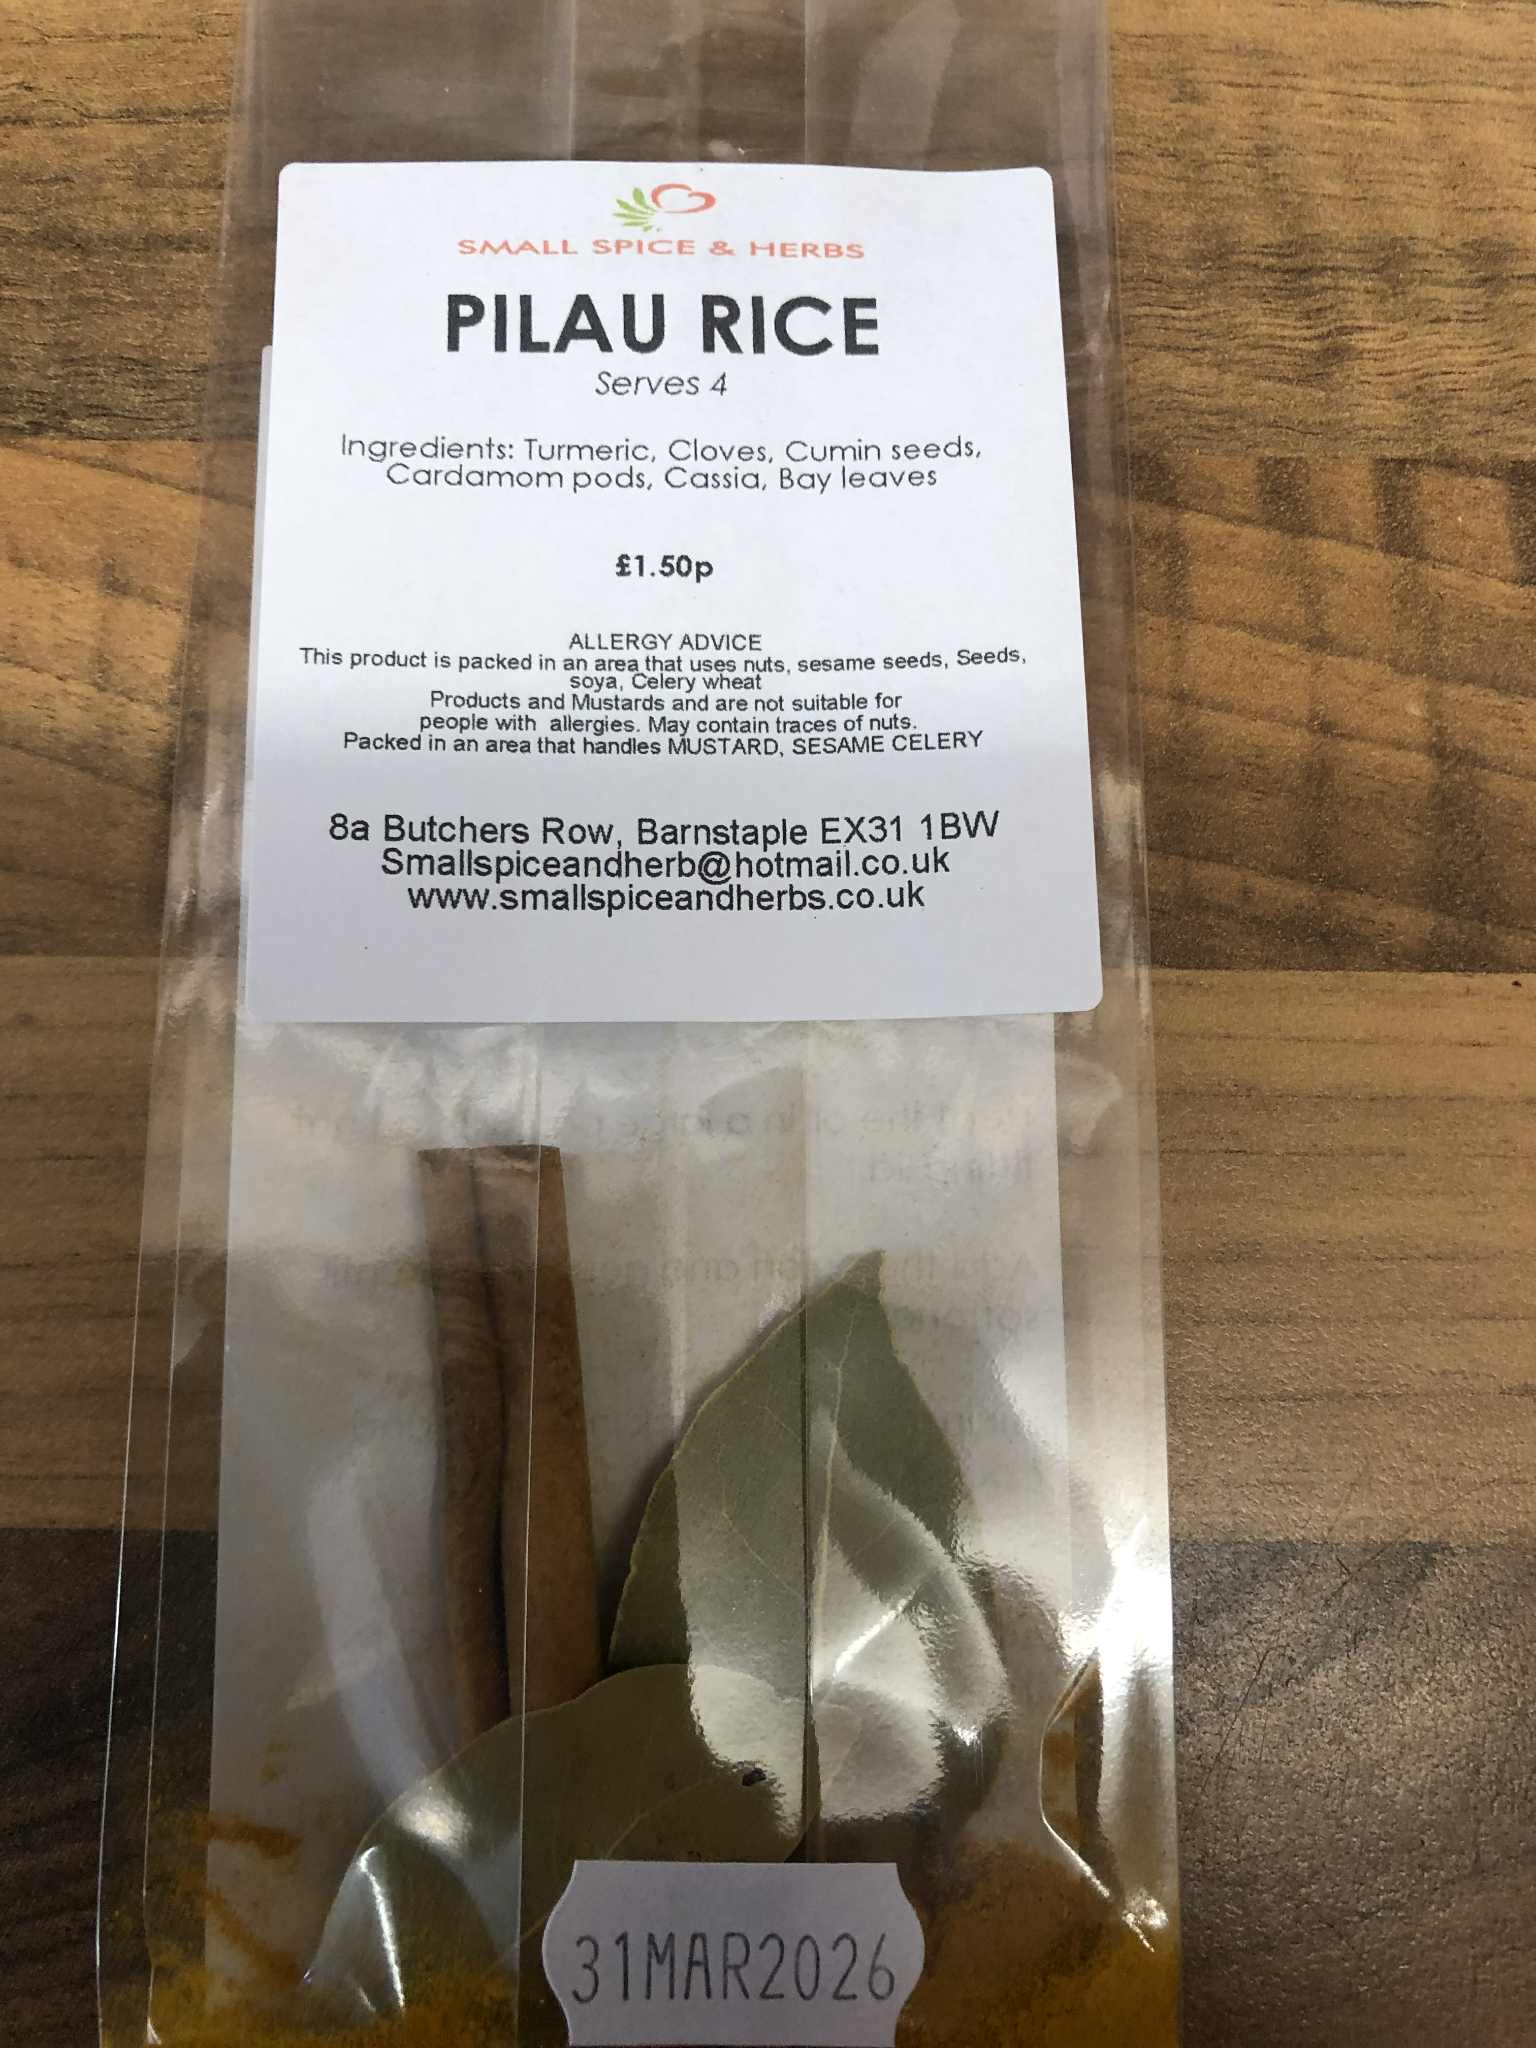 SMALL SPICE & HERBS
PILAU RICE
Serves 4
Ingredients: Turmeric, Cloves, Cumin seeds,
Cardamom pods, Cassia, Bay leaves
£1.50p
ALLERGY ADVICE
This product is packed in an area that uses nuts, sesame seeds, Seeds,
soya, Celery wheat
Products and Mustards and are not suitable for
people with allergies. May contain traces of nuts.
Packed in an area that handles MUSTARD, SESAME CELERY
8a Butchers Row, Barnstaple EX31 1BW
Smallspiceandherb@hotmail.co.uk
www.smallspiceandherbs.co.uk
31MAR2026